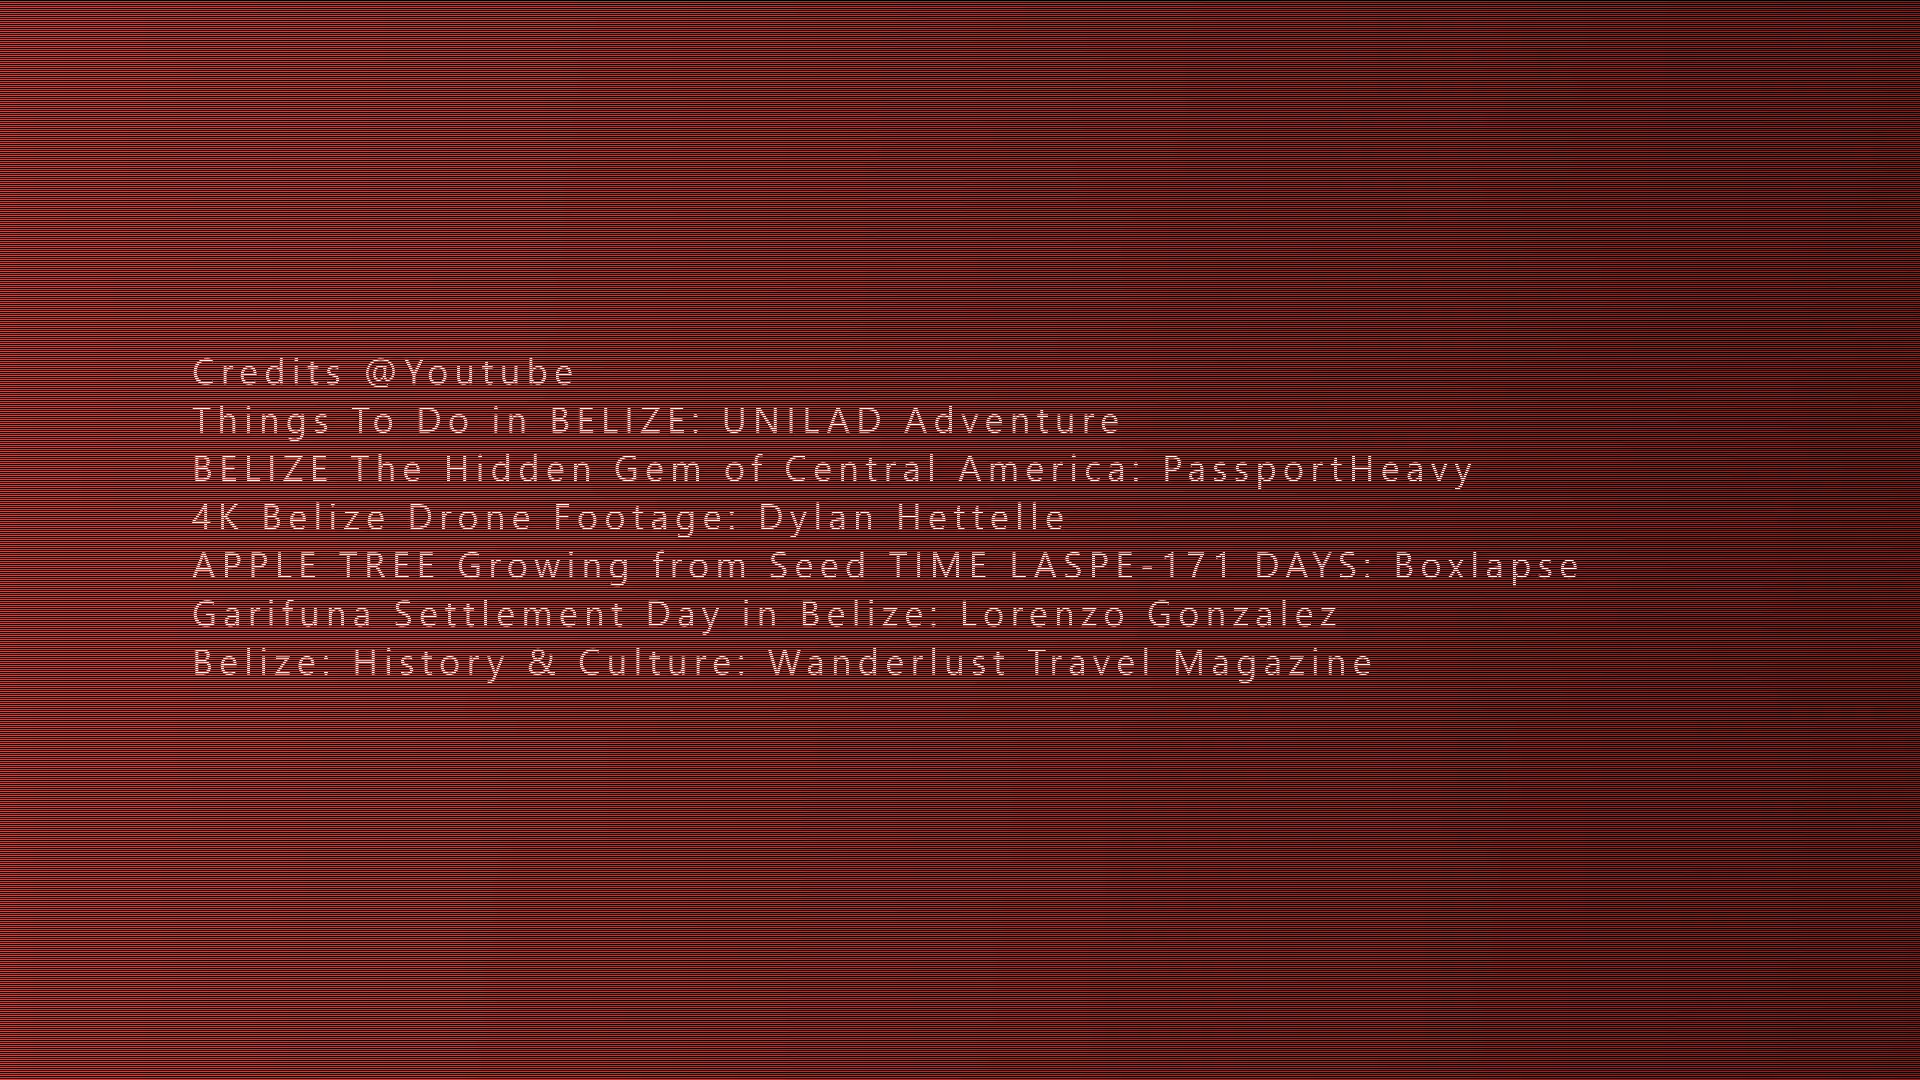 Credits @Youtube
Things To Do in BELIZE: UNILAD Adventure
BELIZE The Hidden Gem of Central America: PassportHeavy
4K Belize Drone Footage: Dylan Hettelle
APPLE TREE Growing from Seed TIME LASPE-171 DAYS: Boxlapse
Garifuna Settlement Day in Belize: Lorenzo Gonzalez
Belize: History & Culture: Wanderlust Travel Magazine